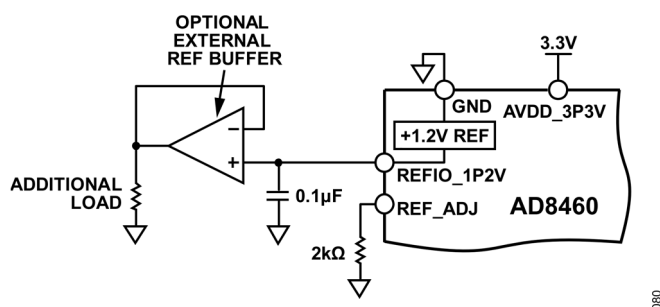 OPTIONAL
EXTERNAL
REF BUFFER
3.3V
GND
AVDD_3P3V
+1.2V REF
−
+
REFIO_1P2V
ADDITIONAL
LOAD
0.1µF
REF_ADJ
AD8460
2kΩ
080